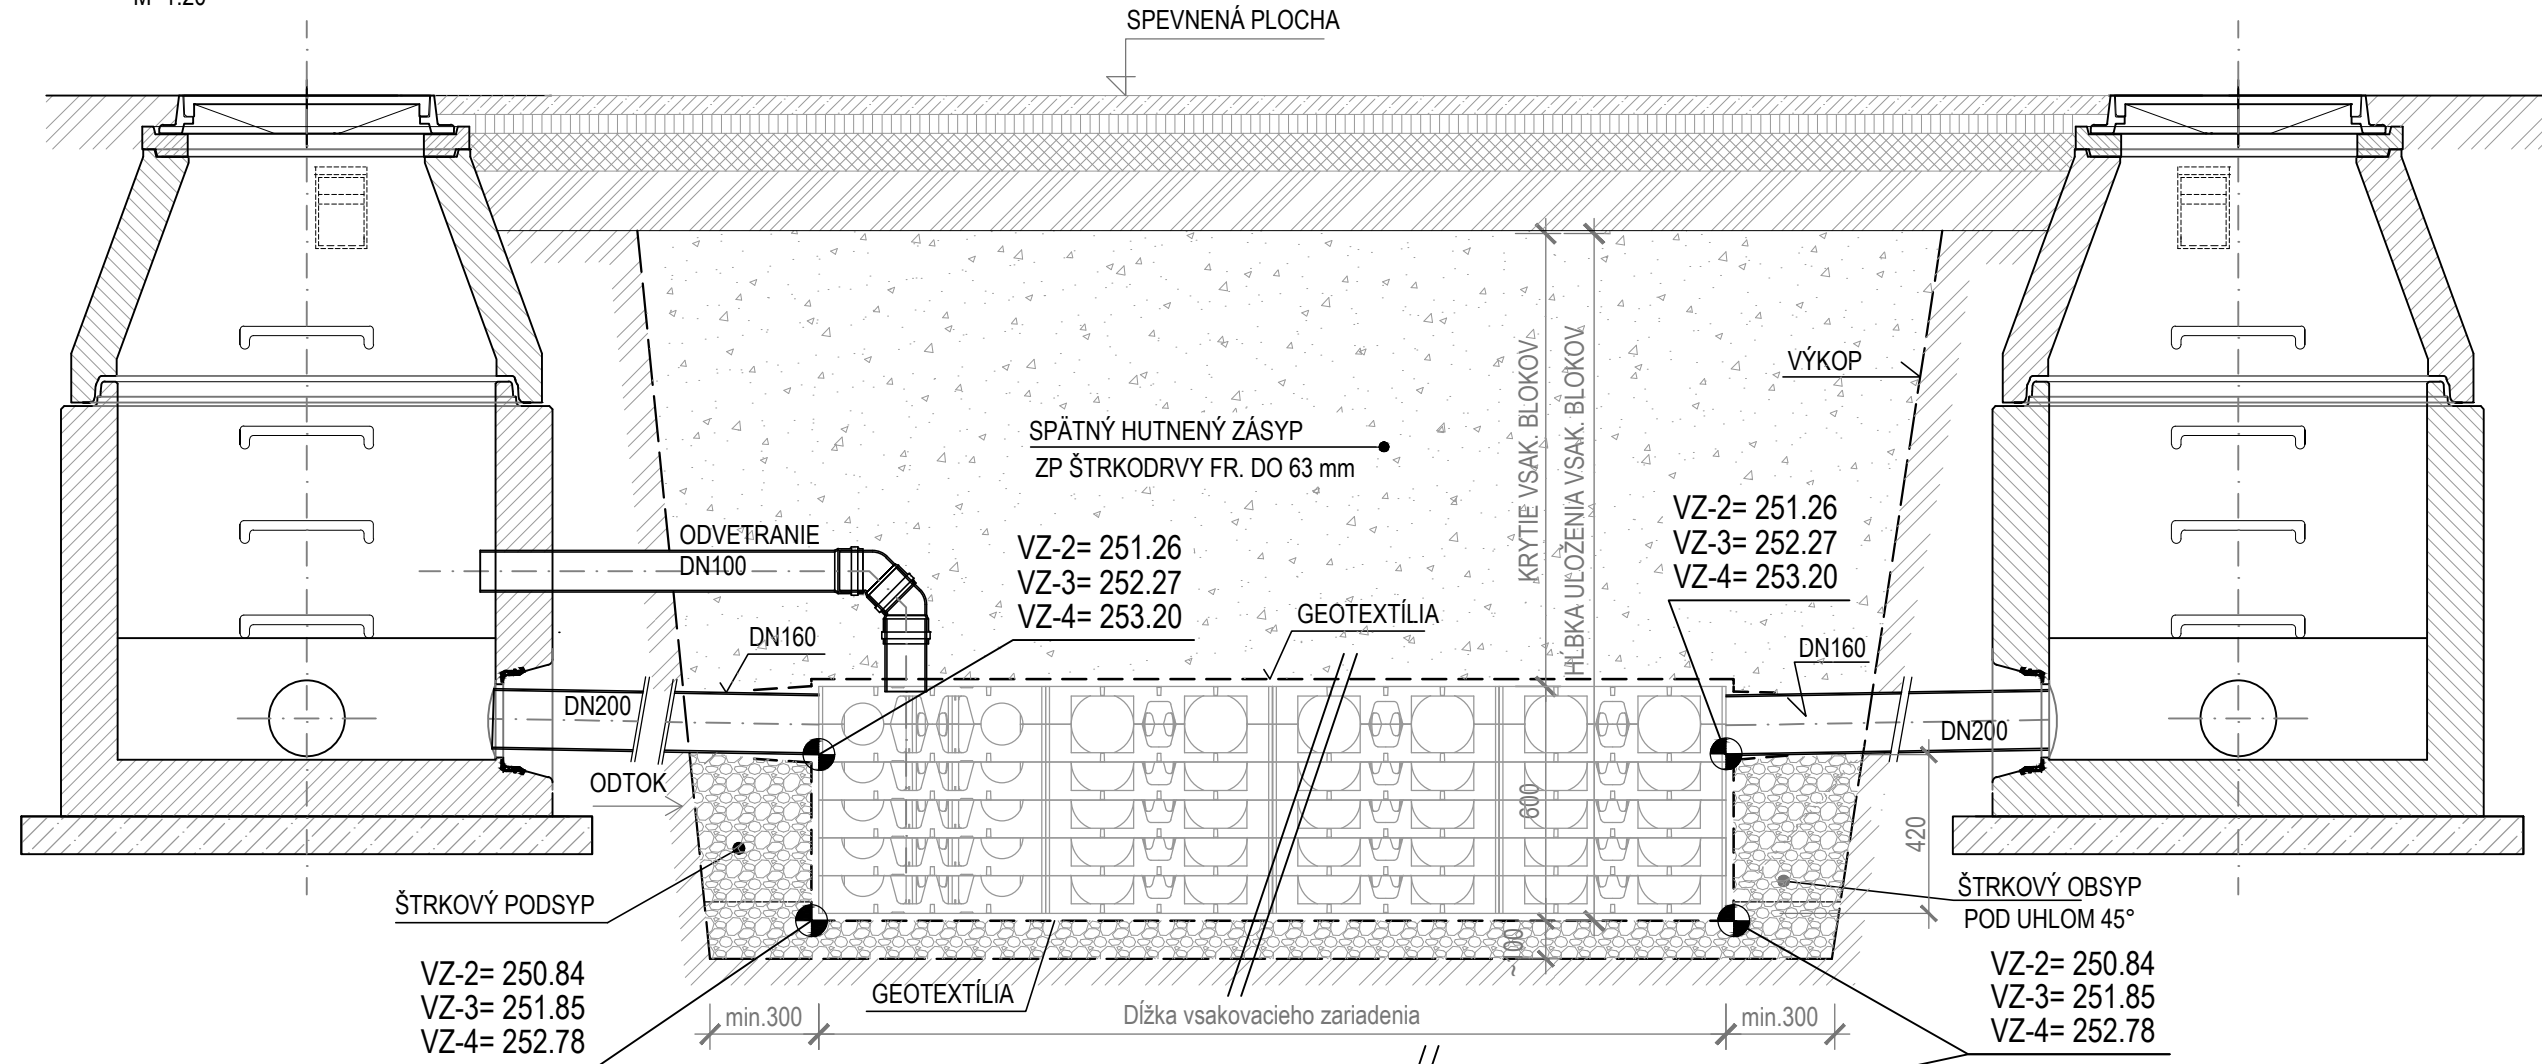 SPEVNENÁ PLOCHA
KRYTIE VSAK. BLOKOV
HĹBKA ULOŽENIA VSAK. BLOKOV
VÝKOP
SPÄTNÝ HUTNENÝ ZÁSYP
ZP ŠTRKODRVY FR. DO 63 mm
VZ-2= 251.26
VZ-3= 252.27
VZ-4= 253.20
ODVETRANIE
DN100
VZ-2= 251.26
VZ-3= 252.27
VZ-4= 253.20
GEOTEXTÍLIA
DN160
DN160
DN200
DN200
ODTOK
600
420
ŠTRKOVÝ PODSYP
ŠTRKOVÝ OBSYP
POD UHLOM 45°
~100
VZ-2= 250.84
VZ-3= 251.85
VZ-4= 252.78
GEOTEXTÍLIA
VZ-2= 250.84
VZ-3= 251.85
VZ-4= 252.78
min.300
Dĺžka vsakovacieho zariadenia
min.300